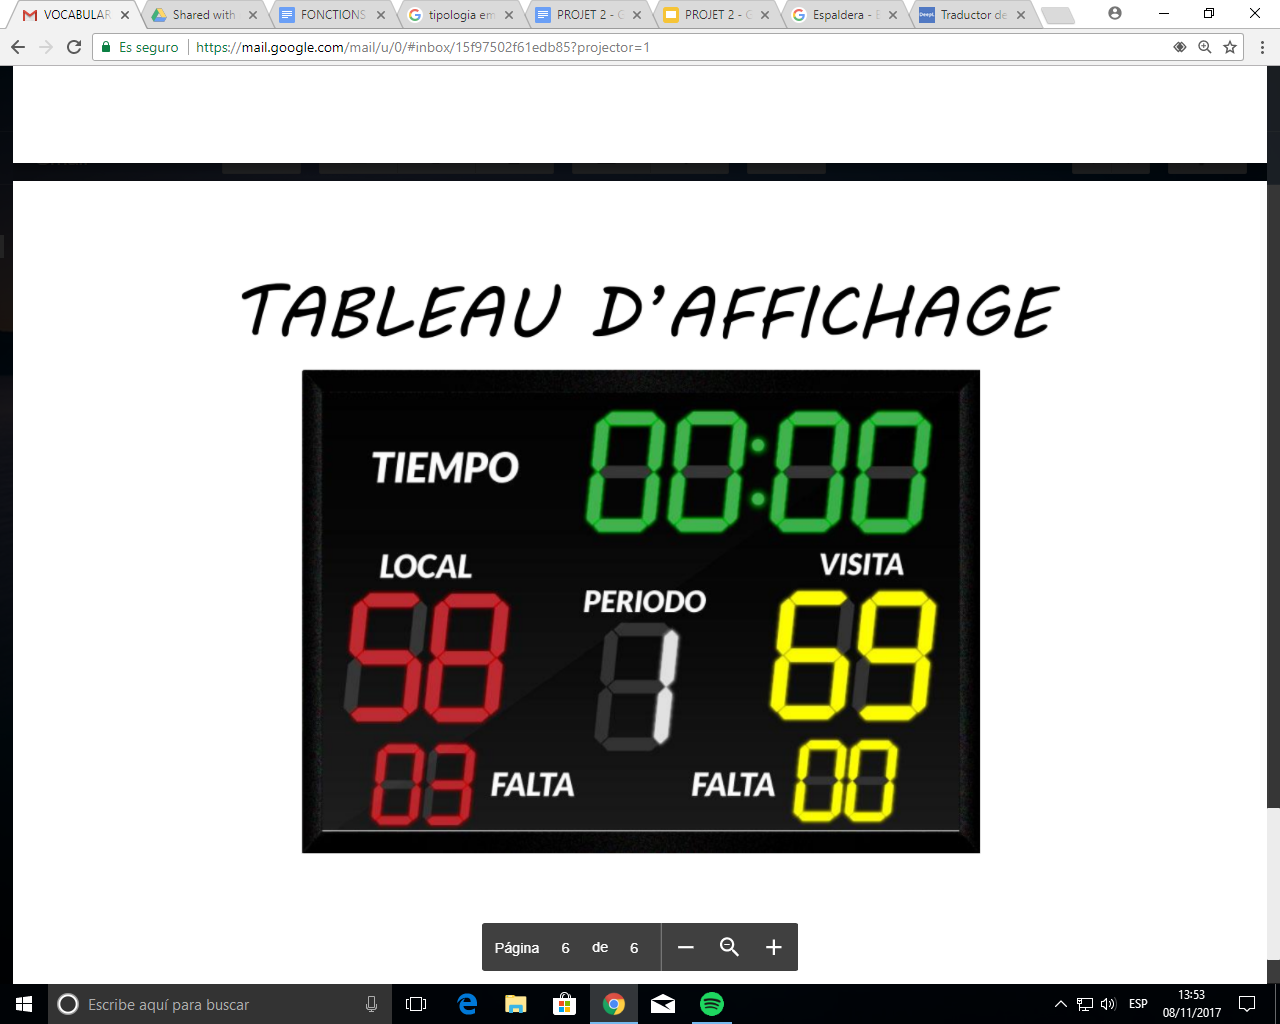 VOCABULAR
Shared with
FONCTIONS
tipologia em
PROJET 2 - C
PROJET 2 - C
Espaldera - E
Traductor de
Es seguro
https://mail.google.com/mail/u/0/#inbox/15f97502f61edb85?projector=1
TABLEAU D'AFFICHAGE
TIEMPO 00:00
LOCAL
VISITA
PERIODO
58
1
69
03 FALTA
FALTA 00
Página 6 de 6
Escribe aquí para buscar
ESP
13:53
08/11/2017